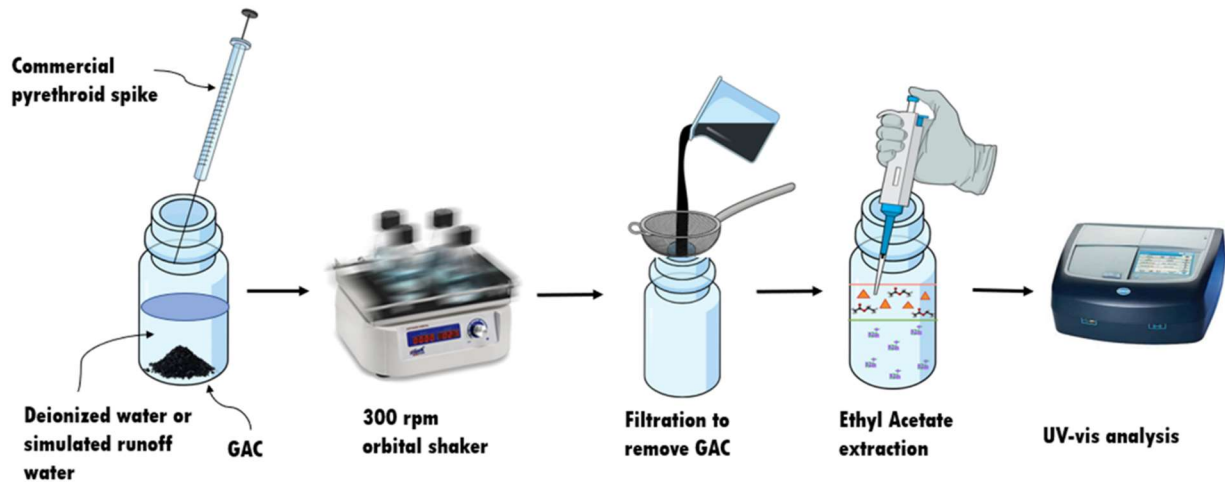 Commercial
pyrethroid spike
Deionized water or
simulated runoff
water
GAC
300 rpm
orbital shaker
Filtration to
remove GAC
Ethyl Acetate
extraction
UV-vis analysis